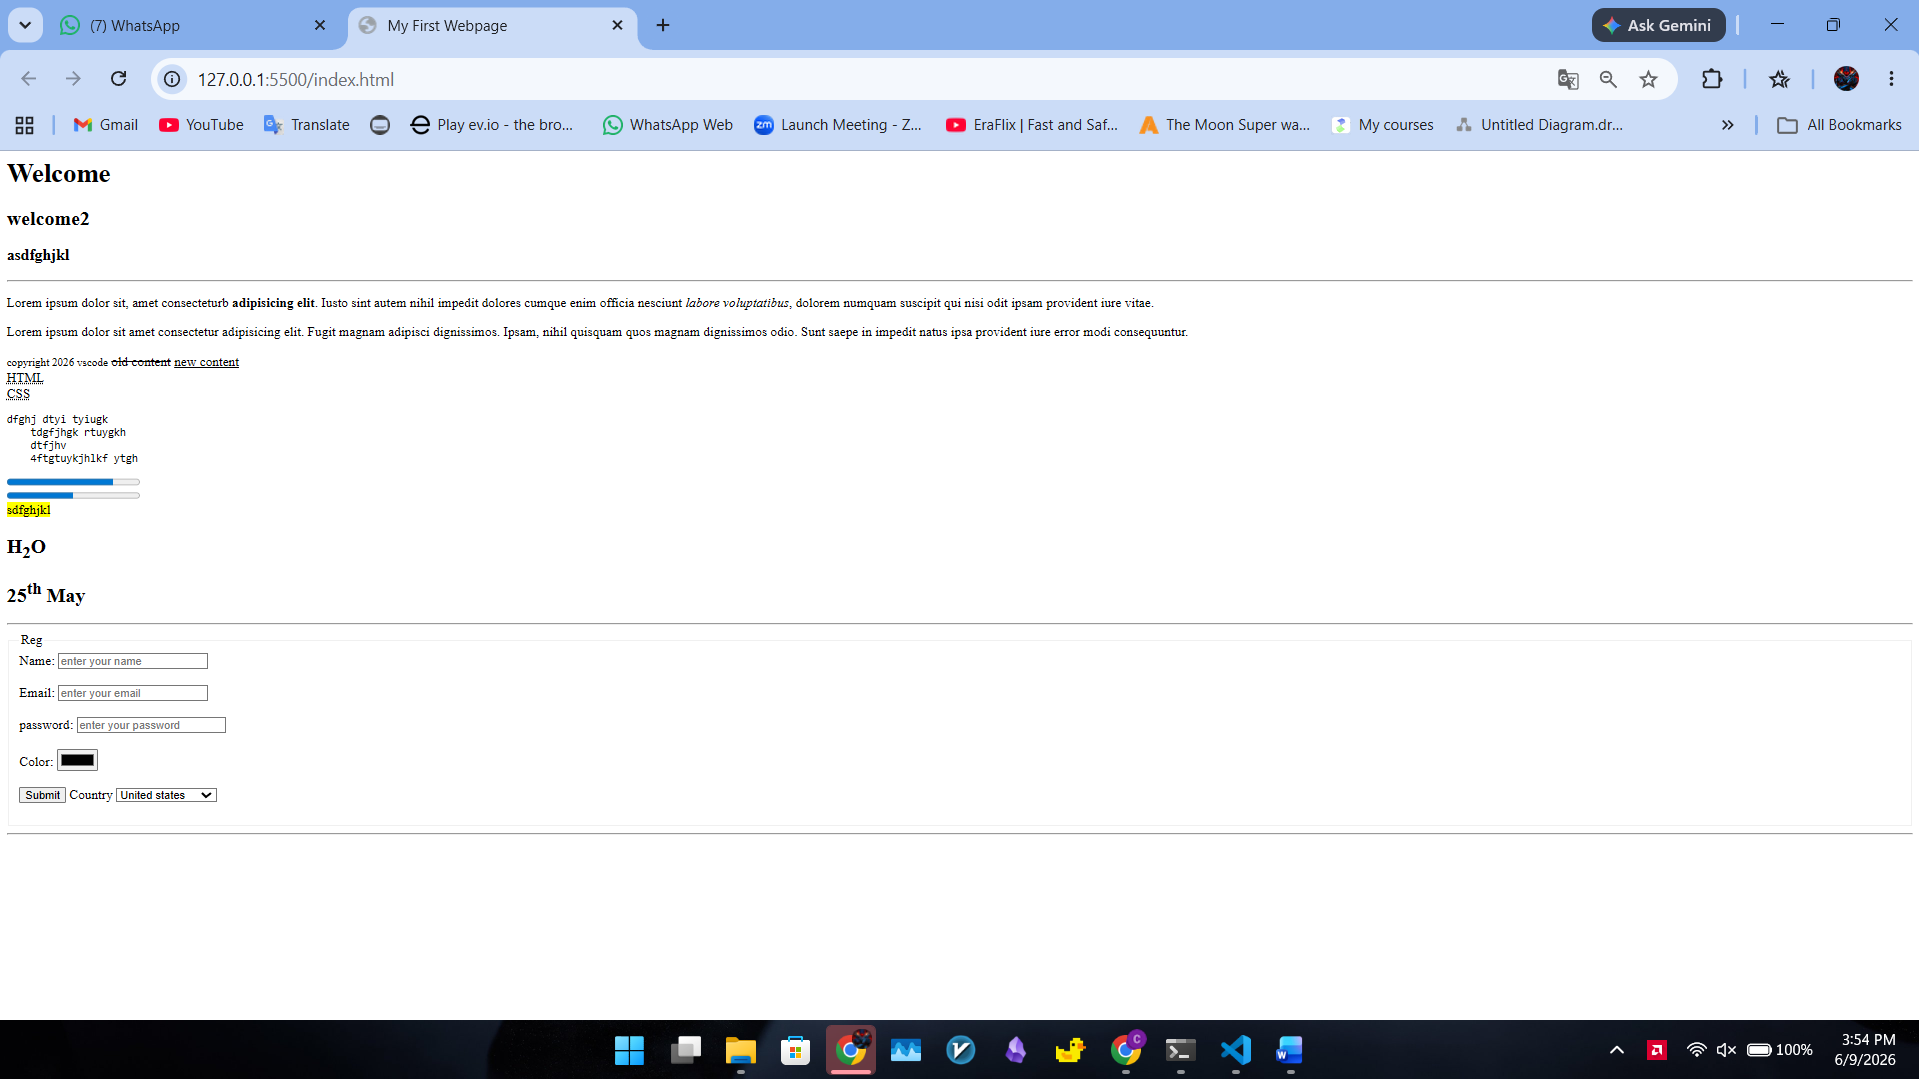 (7) WhatsApp
My First Webpage
Ask Gemini
127.0.0.1:5500/index.html
Gmail
YouTube
Translate
Play ev.io - the bro...
WhatsApp Web
Launch Meeting - Z...
EraFlix | Fast and Saf...
The Moon Super wa...
My courses
Untitled Diagram.dr...
All Bookmarks
Welcome
welcome2
asdfghjkl
Lorem ipsum dolor sit, amet consecteturb adipisicing elit. Iusto sint autem nihil impedit dolores cumque enim officia nesciunt labore voluptatibus, dolorem numquam suscipit qui nisi odit ipsam provident iure vitae.
Lorem ipsum dolor sit amet consectetur adipisicing elit. Fugit magnam adipisci dignissimos. Ipsam, nihil quisquam quos magnam dignissimos odio. Sunt saepe in impedit natus ipsa provident iure error modi consequuntur.
copyright 2026 vscode old content new content
HTML
CSS
dfghj dtyi tyiugk
tdgfjhgk rtuygkh
dtfjhv
4ftgtuykjhlkf ytgh
sdfghjkl
H2O
25th May
Reg
Name: enter your name
Email: enter your email
password: enter your password
Color:
Submit Country United states
100%
3:54 PM
6/9/2026